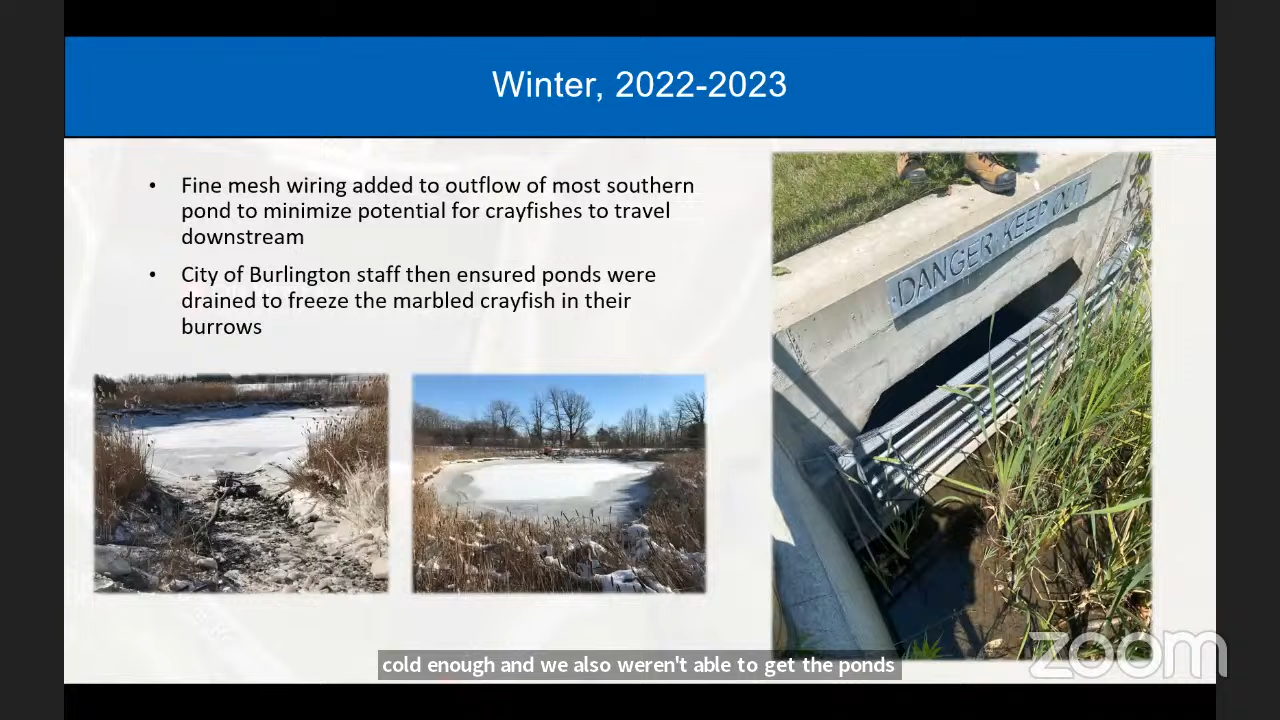 Winter, 2022-2023
• Fine mesh wiring added to outflow of most southern
pond to minimize potential for crayfishes to travel
downstream
• City of Burlington staff then ensured ponds were
drained to freeze the marbled crayfish in their
burrows
DANGER KEEP OUT!
cold enough and we also weren't able to get the ponds
zoom